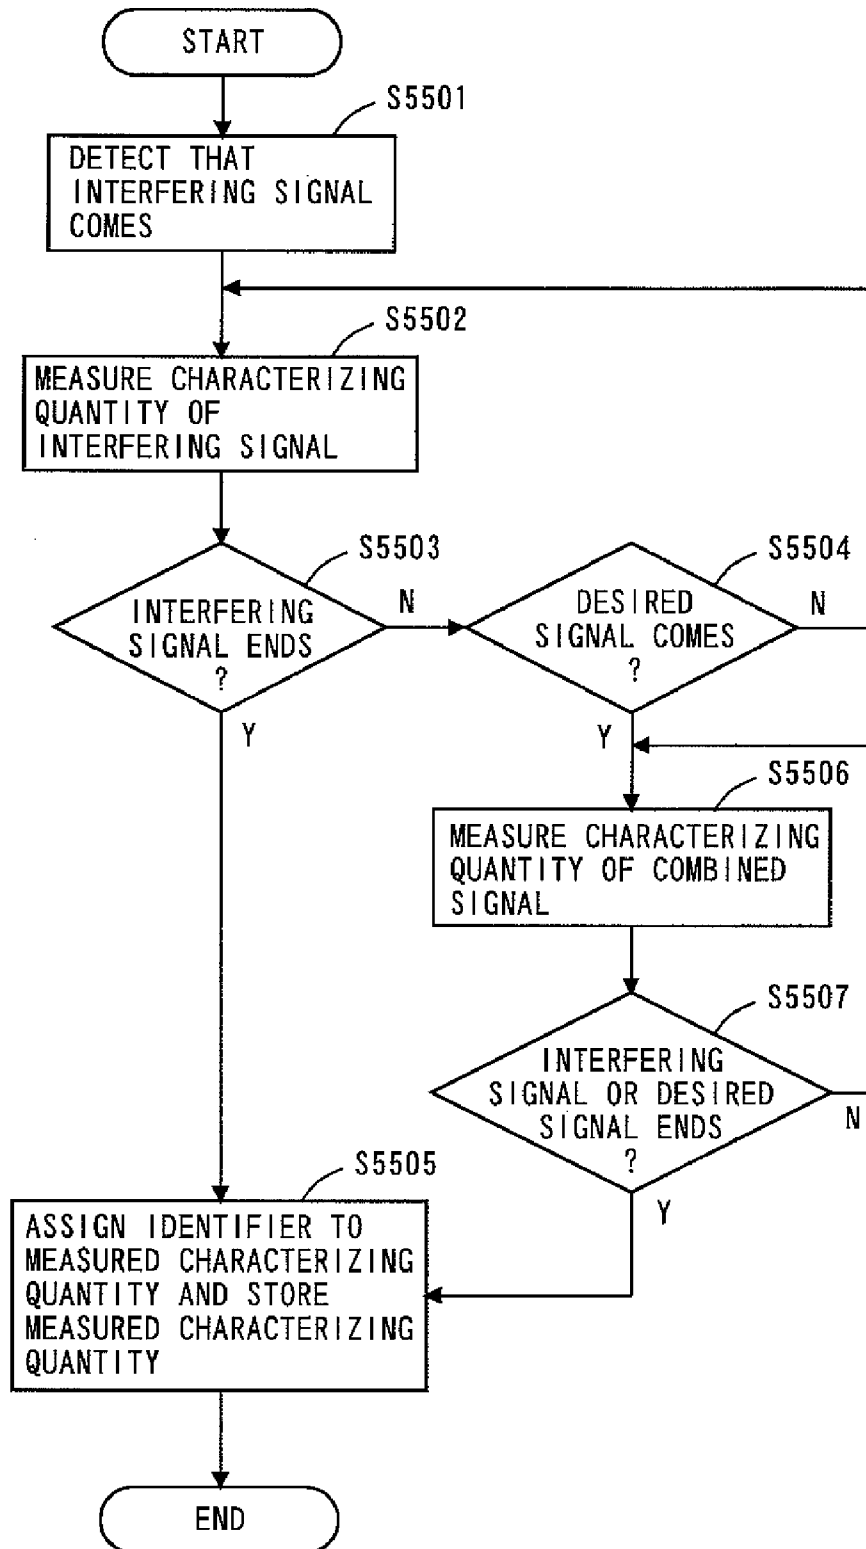 START
S5501
DETECT THAT
INTERFERING SIGNAL
COMES
S5502
MEASURE CHARACTERIZING
QUANTITY OF
INTERFERING SIGNAL
S5503
INTERFERING
SIGNAL ENDS
?
N
Y
S5504
DESIRED
SIGNAL COMES
?
N
Y
S5506
MEASURE CHARACTERIZING
QUANTITY OF COMBINED
SIGNAL
S5507
INTERFERING
SIGNAL OR DESIRED
SIGNAL ENDS
?
N
Y
S5505
ASSIGN IDENTIFIER TO
MEASURED CHARACTERIZING
QUANTITY AND STORE
MEASURED CHARACTERIZING
QUANTITY
END